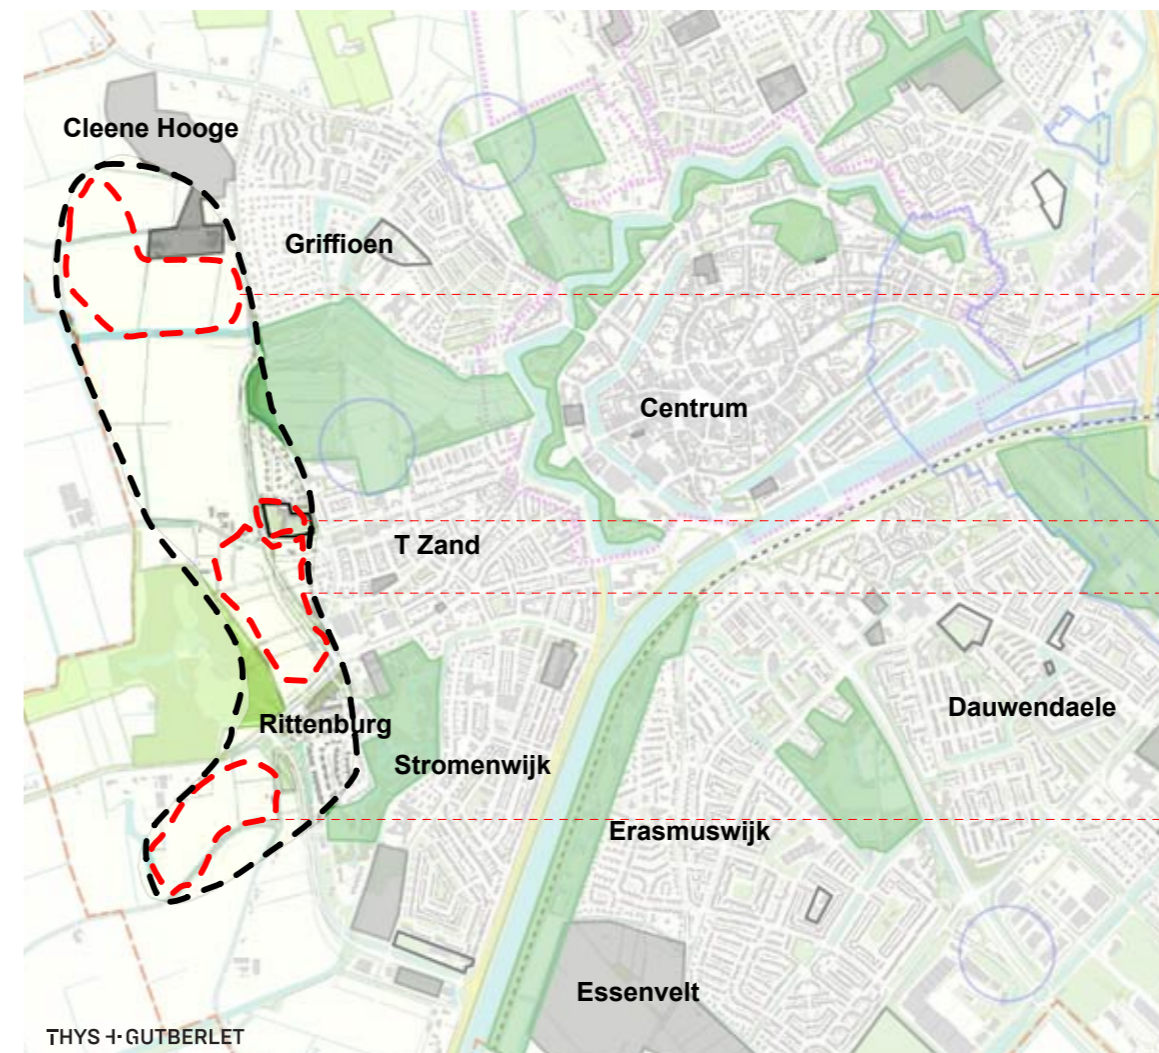 Cleene Hooge
Griffioen
Centrum
T Zand
Dauwendaele
Rittenburg
Stromenwijk
Erasmuswijk
Essenvelt
THYS + GUTBERLET